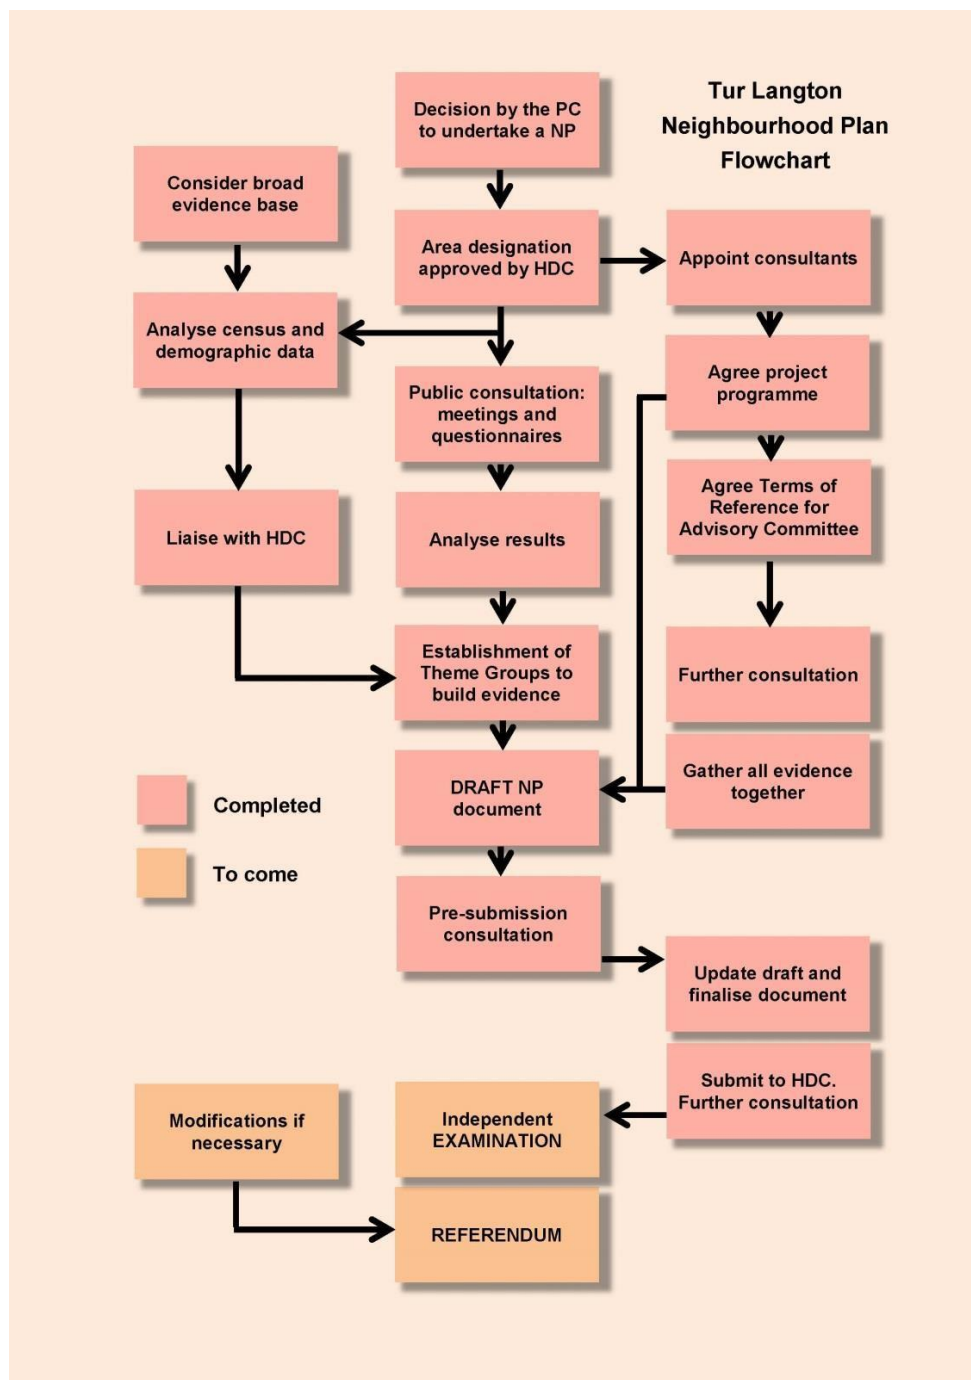 Tur Langton
Neighbourhood Plan
Flowchart
Decision by the PC
to undertake a NP
Consider broad
evidence base
Area designation
approved by HDC
Appoint consultants
Analyse census and
demographic data
Public consultation:
meetings and
questionnaires
Agree project
programme
Agree Terms of
Reference for
Advisory Committee
Liaise with HDC
Analyse results
Establishment of
Theme Groups to
build evidence
Further consultation
DRAFT NP
document
Gather all evidence
together
Completed
To come
Pre-submission
consultation
Update draft and
finalise document
Submit to HDC.
Further consultation
Modifications if
necessary
Independent
EXAMINATION
REFERENDUM